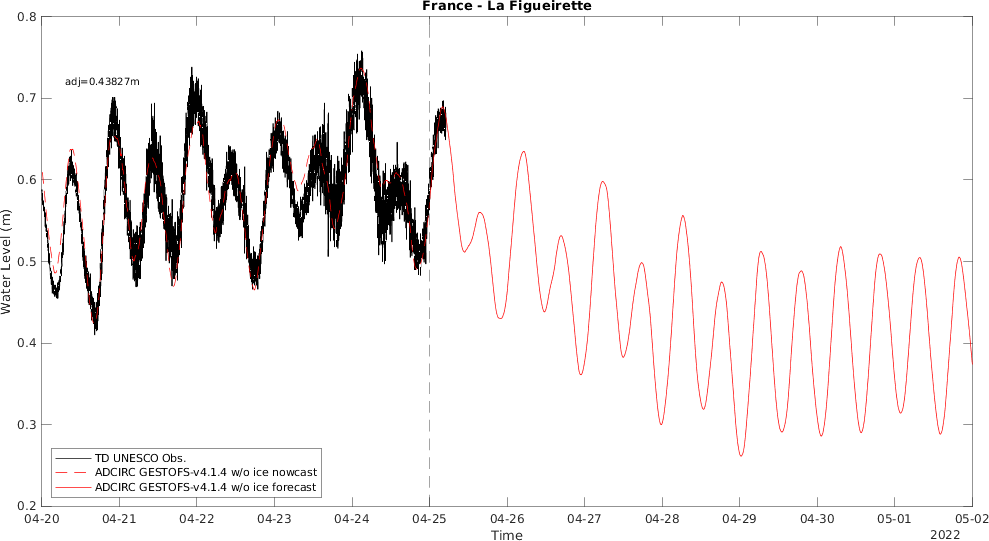 France - La Figueirette
0.8
0.7
0.6
0.5
0.4
0.3
0.2
Water Level (m)
adj=0.43827m
TD UNESCO Obs.
ADCIRC GESTOFS-v4.1.4 w/o ice nowcast
ADCIRC GESTOFS-v4.1.4 w/o ice forecast
04-20 04-21 04-22 04-23 04-24 04-25 04-26 04-27 04-28 04-29 04-30 05-01 05-02
Time
2022